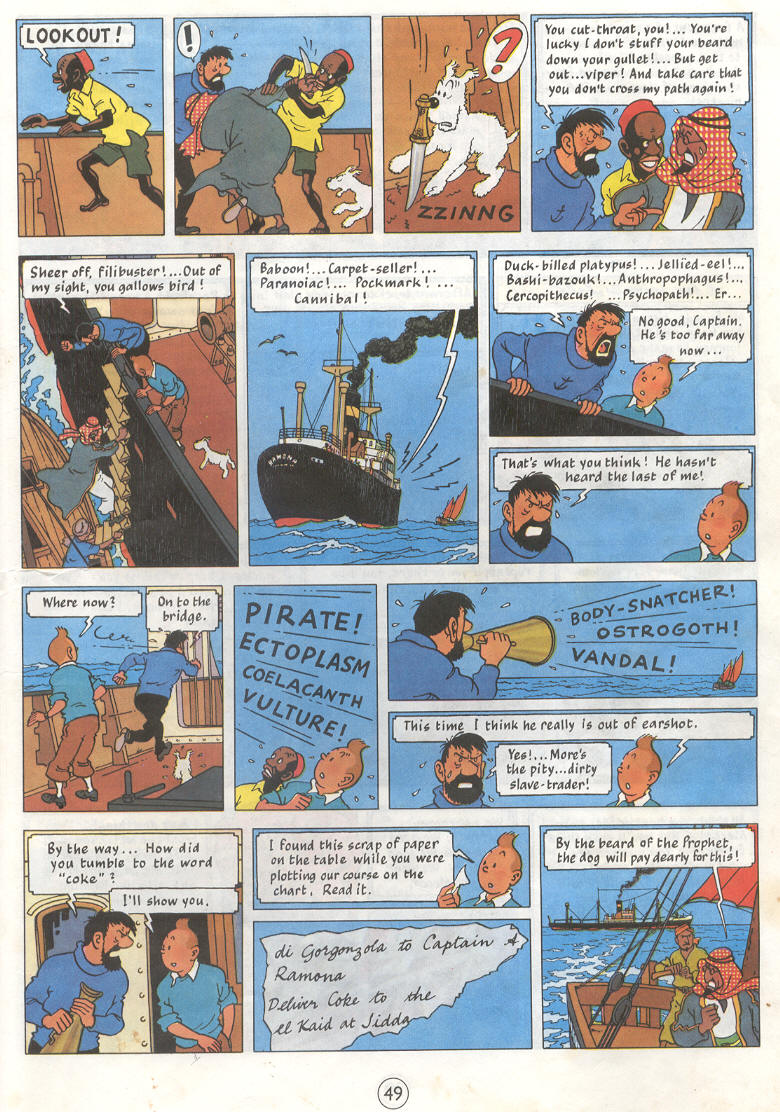 LOOKOUT!
!
?
ZZINNG
You cut-throat, you!... You're
lucky I don't stuff your beard
down your gullet!... But get
out...viper! And take care that
you don't cross my path again!
Sheer off, filibuster!...Out of
my sight, you gallows bird!
Baboon!... Carpet-seller!...
Paranoiac!... Pockmark!...
Cannibal!
RAMONA
Duck-billed platypus!... Jellied-eel!...
Bashi-bazouk!...Anthropophagus!...
Cercopithecus! ...Psychopath!... Er...
No good, Captain.
He's too far away
now...
That's what you think! He hasn't
heard the last of me!
Where now?
On to the
bridge.
PIRATE!
ECTOPLASM
COELACANTH
VULTURE!
BODY-SNATCHER!
OSTROGOTH!
VANDAL!
This time I think he really is out of earshot.
Yes!...More's
the pity...dirty
slave-trader!
By the way... How did
you tumble to the word
"coke"?
I'll show you.
I found this scrap of paper
on the table while you were
plotting our course on the
chart. Read it.
di Gorgonzola to Captain A
Ramona
Deliver Coke to the
el Kaid at Jidda
By the beard of the Prophet,
the dog will pay dearly for this!
49